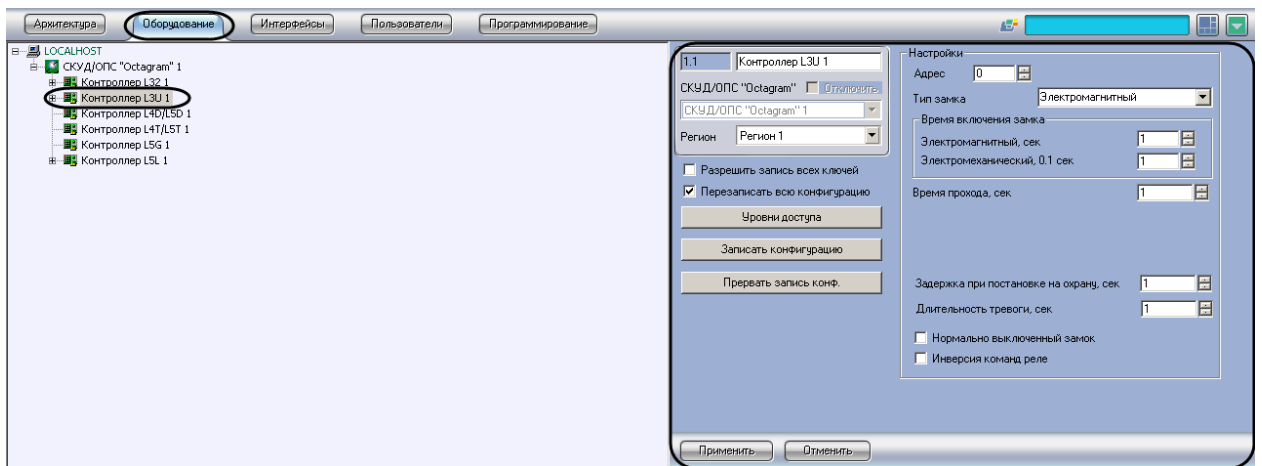 Архитектура Оборудование Интерфейсы Пользователи Программирование
LOCALHOST
СКУД/ОПС "Octagram" 1
Контроллер L32 1
Контроллер L3U 1
Контроллер L4D/L5D 1
Контроллер L4T/L5T 1
Контроллер L5G 1
Контроллер L5L 1
1.1 Контроллер L3U 1
СКУД/ОПС "Octagram" Отключить
СКУД/ОПС "Octagram" 1
Регион Регион 1
Разрешить запись всех ключей
Перезаписать всю конфигурацию
Уровни доступа
Записать конфигурацию
Прервать запись конф.
Настройки
Адрес 0
Тип замка Электромагнитный
Время включения замка
Электромагнитный, сек 1
Электромеханический, 0.1 сек 1
Время прохода, сек 1
Задержка при постановке на охрану, сек 1
Длительность тревоги, сек 1
Нормально выключенный замок
Инверсия команд реле
Применить Отменить